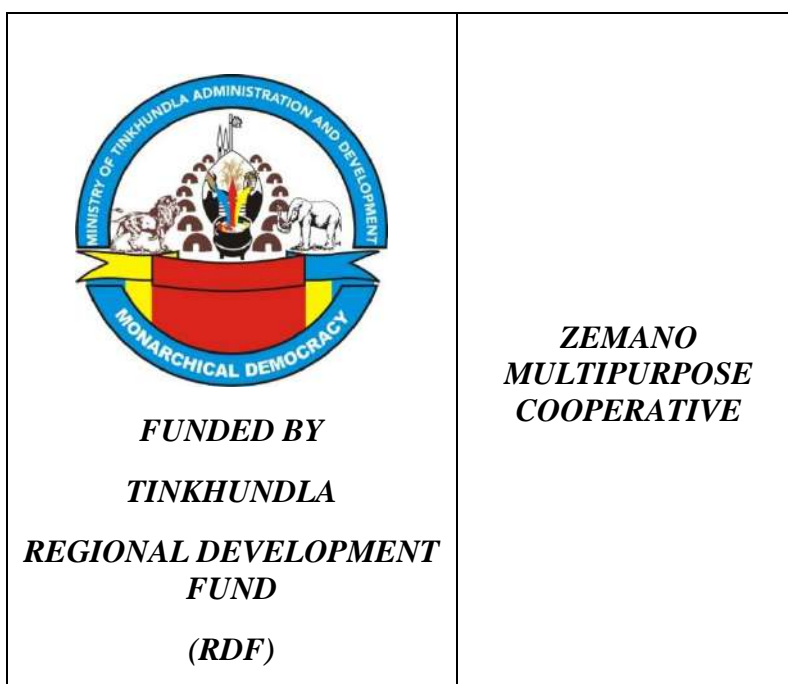 MINISTRY OF TINKHUNDLA ADMINISTRATION AND DEVELOPMENT
MONARCHICAL DEMOCRACY
FUNDED BY
TINKHUNDLA
REGIONAL DEVELOPMENT
FUND
(RDF)
ZEMANO
MULTIPURPOSE
COOPERATIVE